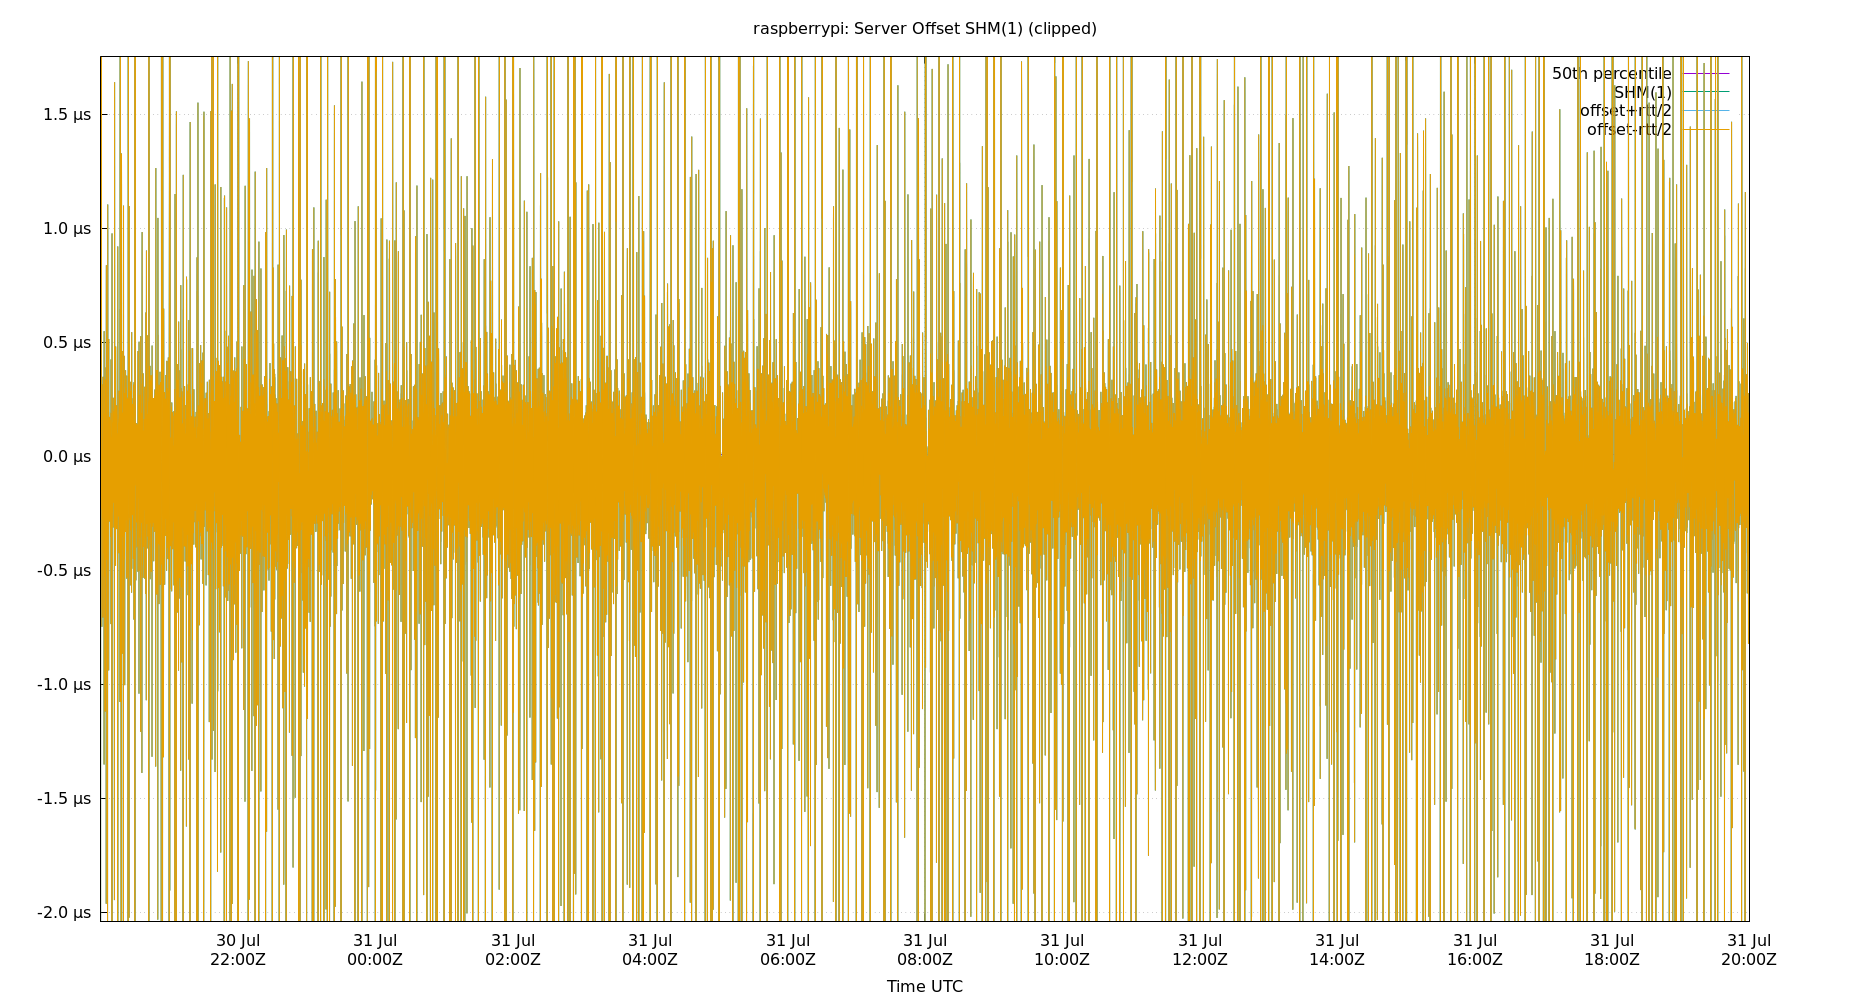 raspberrypi: Server Offset SHM(1) (clipped)
50th percentile
SHM(1)
offset+rtt/2
offset-rtt/2
1.5 µs
1.0 µs
0.5 µs
0.0 µs
-0.5 µs
-1.0 µs
-1.5 µs
-2.0 µs
30 Jul 31 Jul 31 Jul 31 Jul 31 Jul 31 Jul 31 Jul 31 Jul 31 Jul 31 Jul 31 Jul 31 Jul
22:00Z 00:00Z 02:00Z 04:00Z 06:00Z 08:00Z 10:00Z 12:00Z 14:00Z 16:00Z 18:00Z 20:00Z
Time UTC